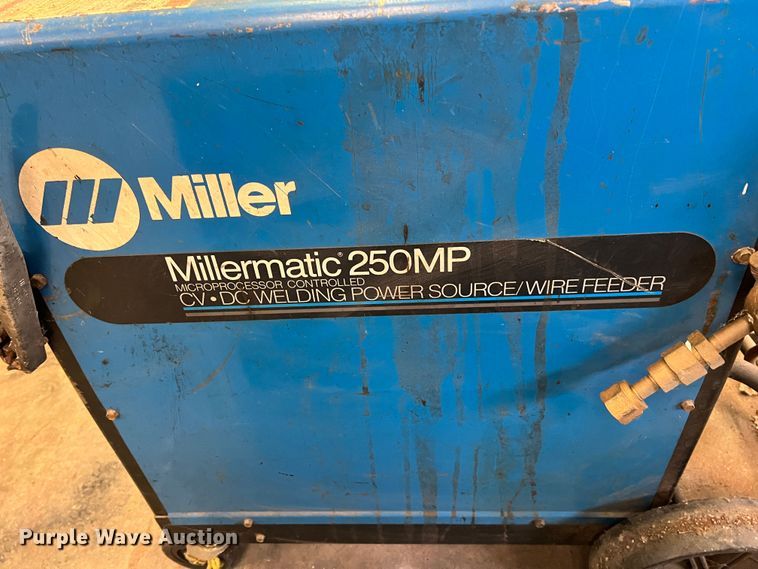 Miller
Millermatic® 250MP
MICROPROCESSOR CONTROLLED
CV • DC WELDING POWER SOURCE/WIRE FEEDER
Purple Wave Auction